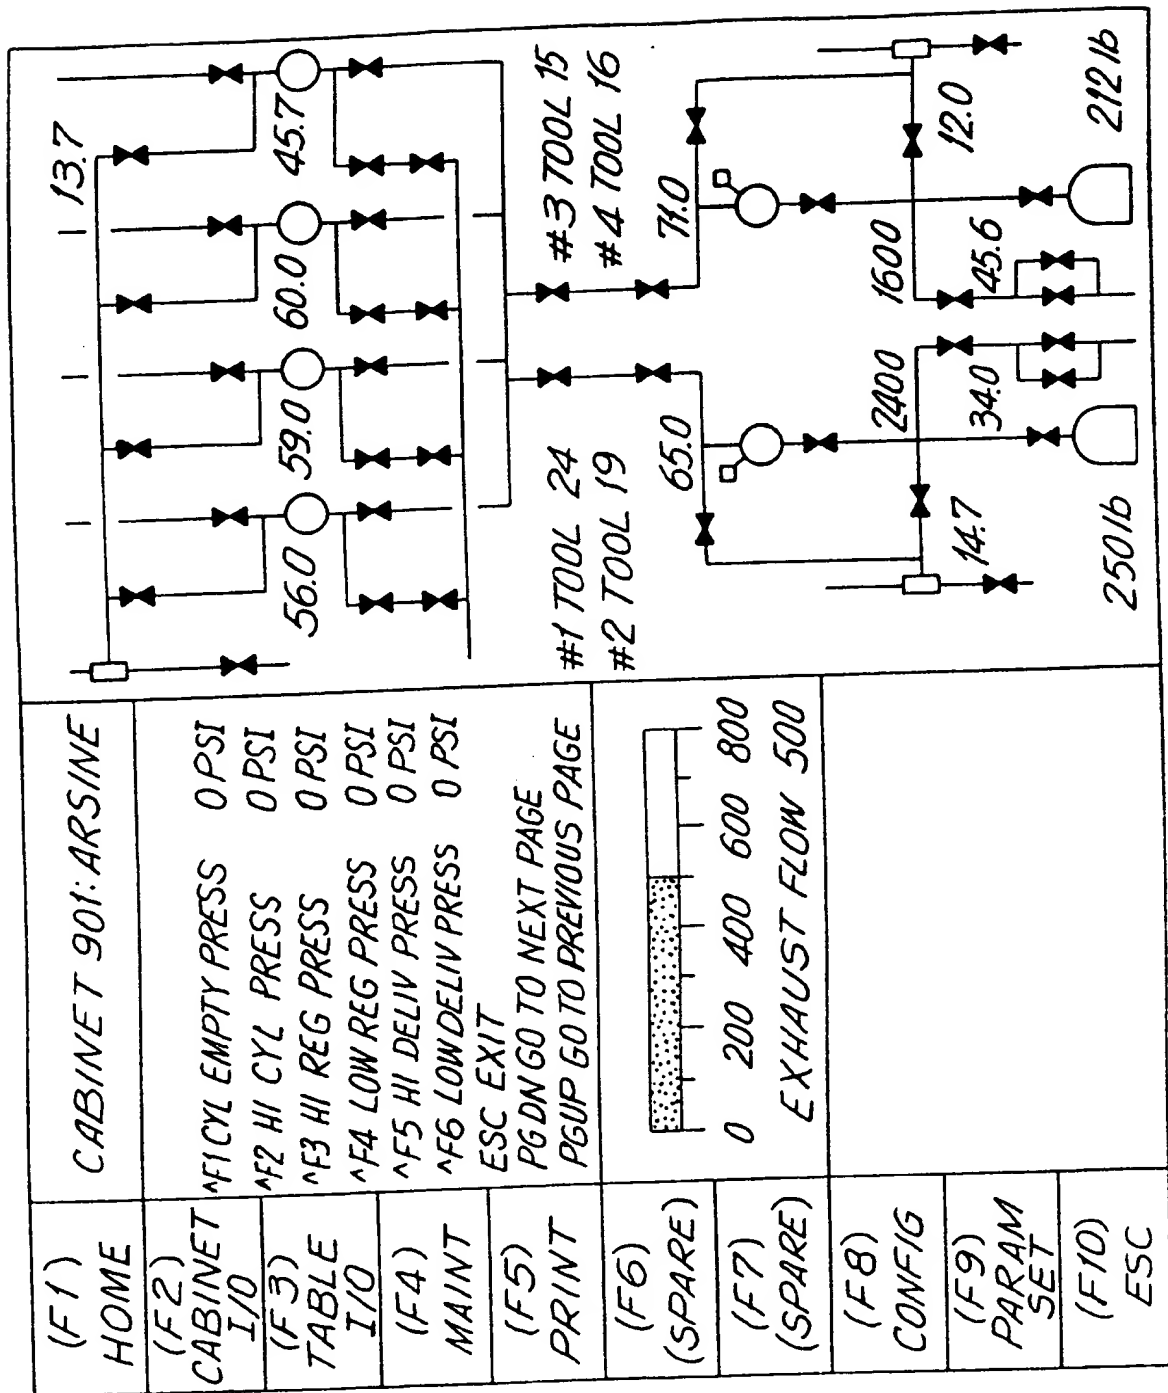 (F1)
HOME
(F2)
CABINET
I/O
(F3)
TABLE
I/O
(F4)
MAINT
(F5)
PRINT
(F6)
(SPARE)
(F7)
(SPARE)
(F8)
CONFIG
(F9)
PARAM
SET
(F10)
ESC
CABINET 901: ARSINE
^F1 CYL EMPTY PRESS 0 PSI
^F2 HI CYL PRESS 0 PSI
^F3 HI REG PRESS 0 PSI
^F4 LOW REG PRESS 0 PSI
^F5 HI DELIV PRESS 0 PSI
^F6 LOW DELIV PRESS 0 PSI
ESC EXIT
PG DN GO TO NEXT PAGE
PGUP GO TO PREVIOUS PAGE
0 200 400 600 800
EXHAUST FLOW 500
13.7
56.0 59.0 60.0 45.7
#1 TOOL 24
#2 TOOL 19
#3 TOOL 15
#4 TOOL 16
65.0 71.0
2400 1600
14.7 34.0 45.6 12.0
250 lb 212 lb